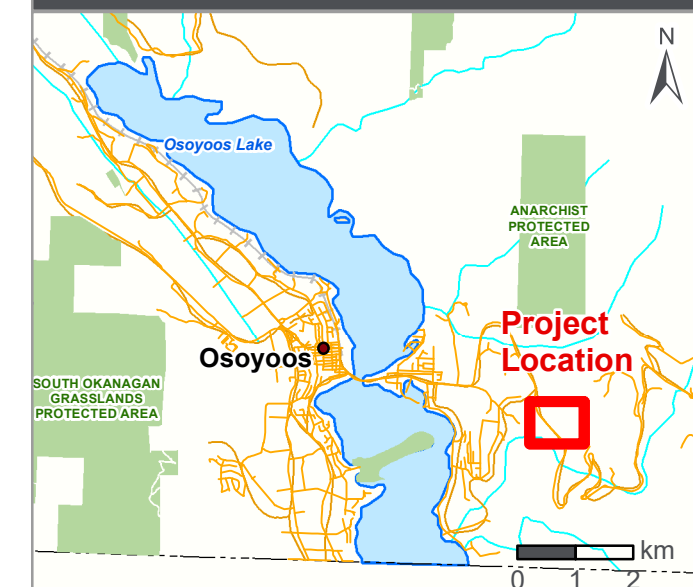 N
Osoyoos Lake
ANARCHIST
PROTECTED
AREA
Project
Location
Osoyoos
SOUTH OKANAGAN
GRASSLANDS
PROTECTED AREA
km
0 1 2